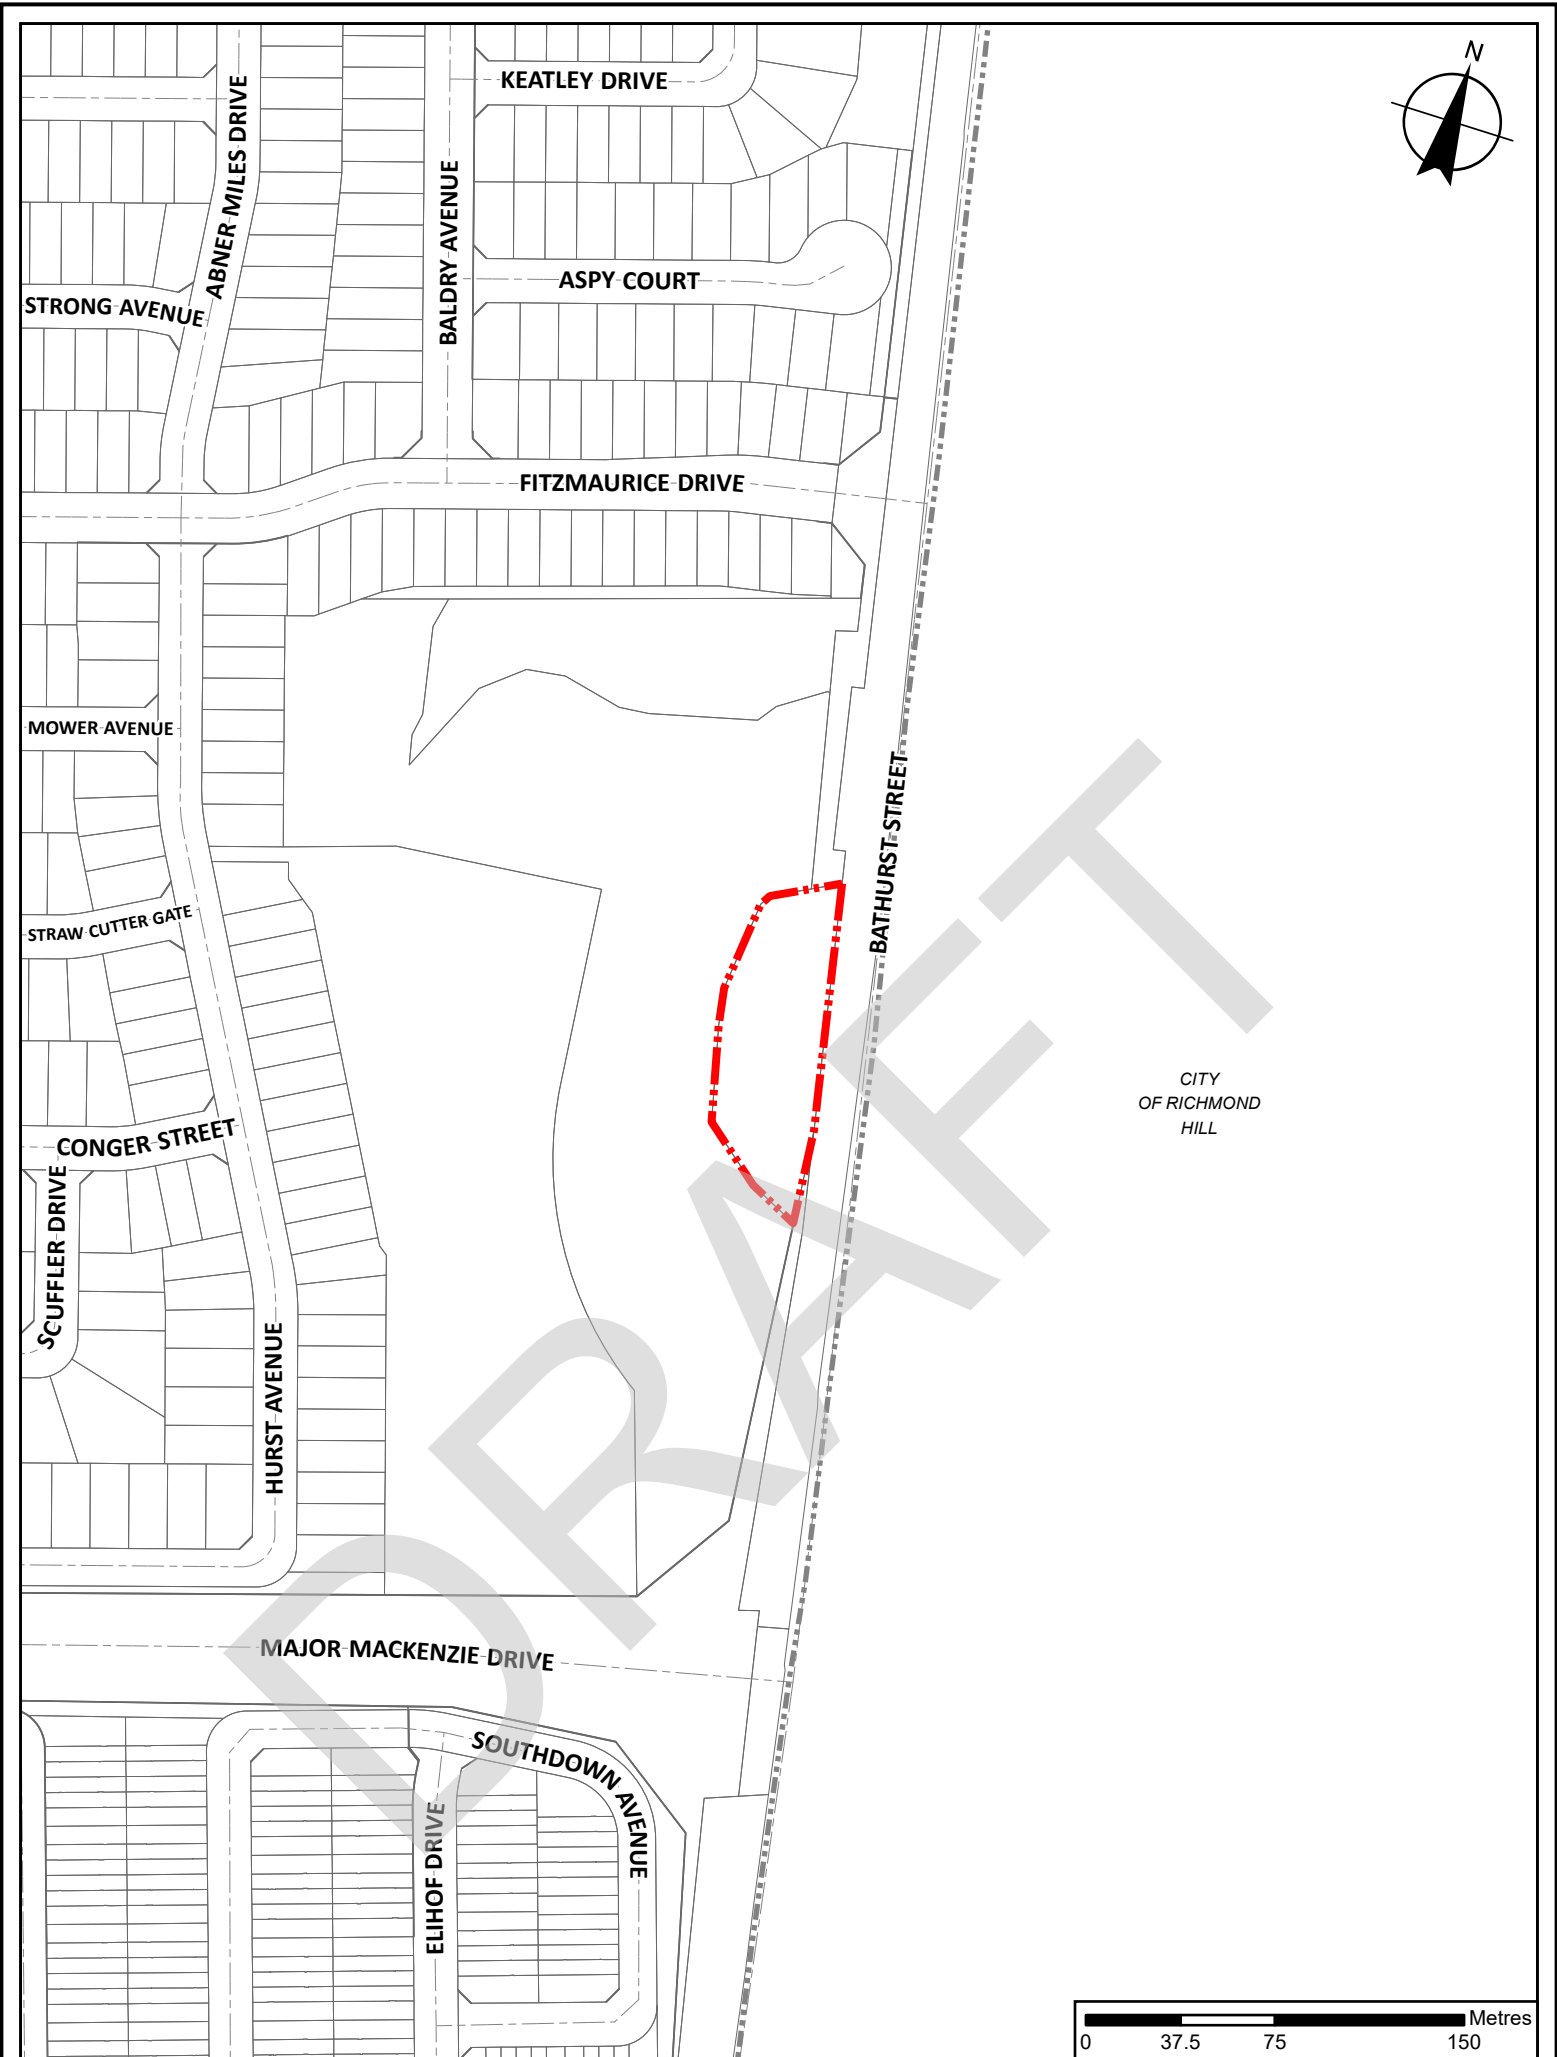 N
KEATLEY DRIVE
ABNER MILES DRIVE
BALDRY AVENUE
ASPY COURT
STRONG AVENUE
FITZMAURICE DRIVE
MOWER AVENUE
BATHURST STREET
STRAW CUTTER GATE
CITY
OF RICHMOND
HILL
CONGER STREET
SCUFFLER DRIVE
HURST AVENUE
DRAFT
MAJOR MACKENZIE DRIVE
SOUTHDOWN AVENUE
ELIHOF DRIVE
Metres
0 37.5 75 150